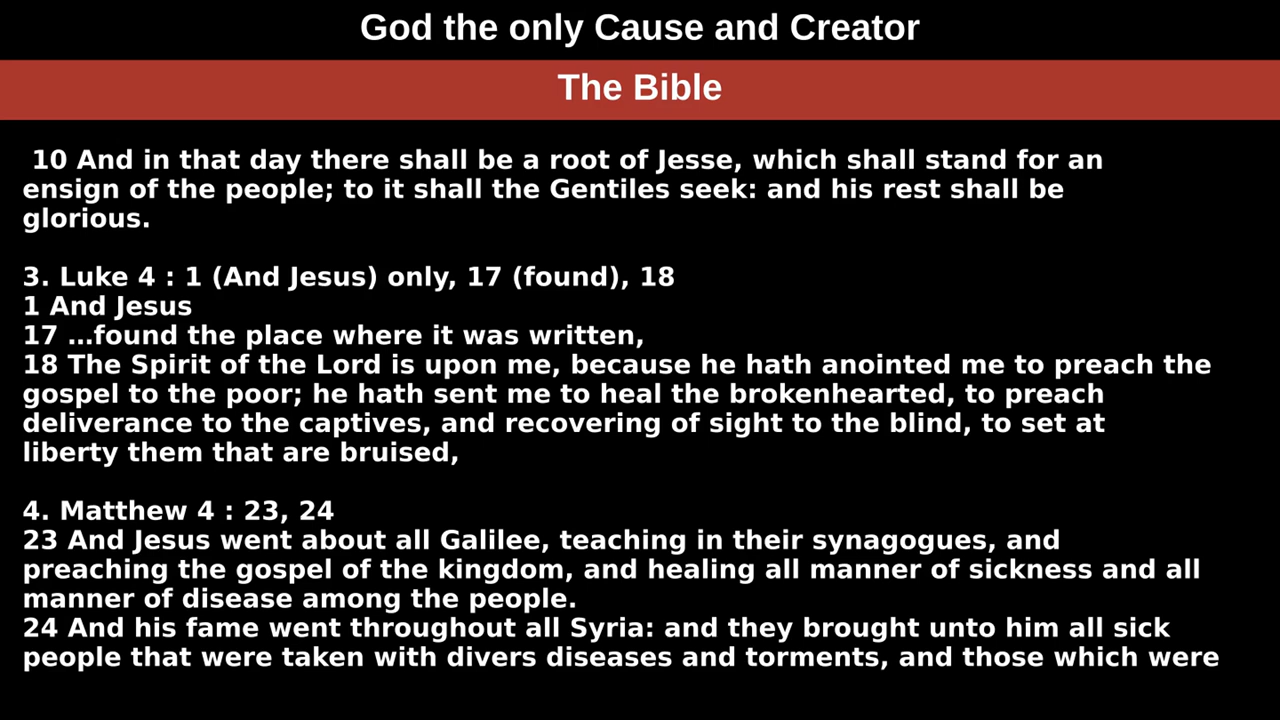 God the only Cause and Creator
The Bible
10 And in that day there shall be a root of Jesse, which shall stand for an
ensign of the people; to it shall the Gentiles seek: and his rest shall be
glorious.
3. Luke 4 : 1 (And Jesus) only, 17 (found), 18
1 And Jesus
17 …found the place where it was written,
18 The Spirit of the Lord is upon me, because he hath anointed me to preach the
gospel to the poor; he hath sent me to heal the brokenhearted, to preach
deliverance to the captives, and recovering of sight to the blind, to set at
liberty them that are bruised,
4. Matthew 4 : 23, 24
23 And Jesus went about all Galilee, teaching in their synagogues, and
preaching the gospel of the kingdom, and healing all manner of sickness and all
manner of disease among the people.
24 And his fame went throughout all Syria: and they brought unto him all sick
people that were taken with divers diseases and torments, and those which were